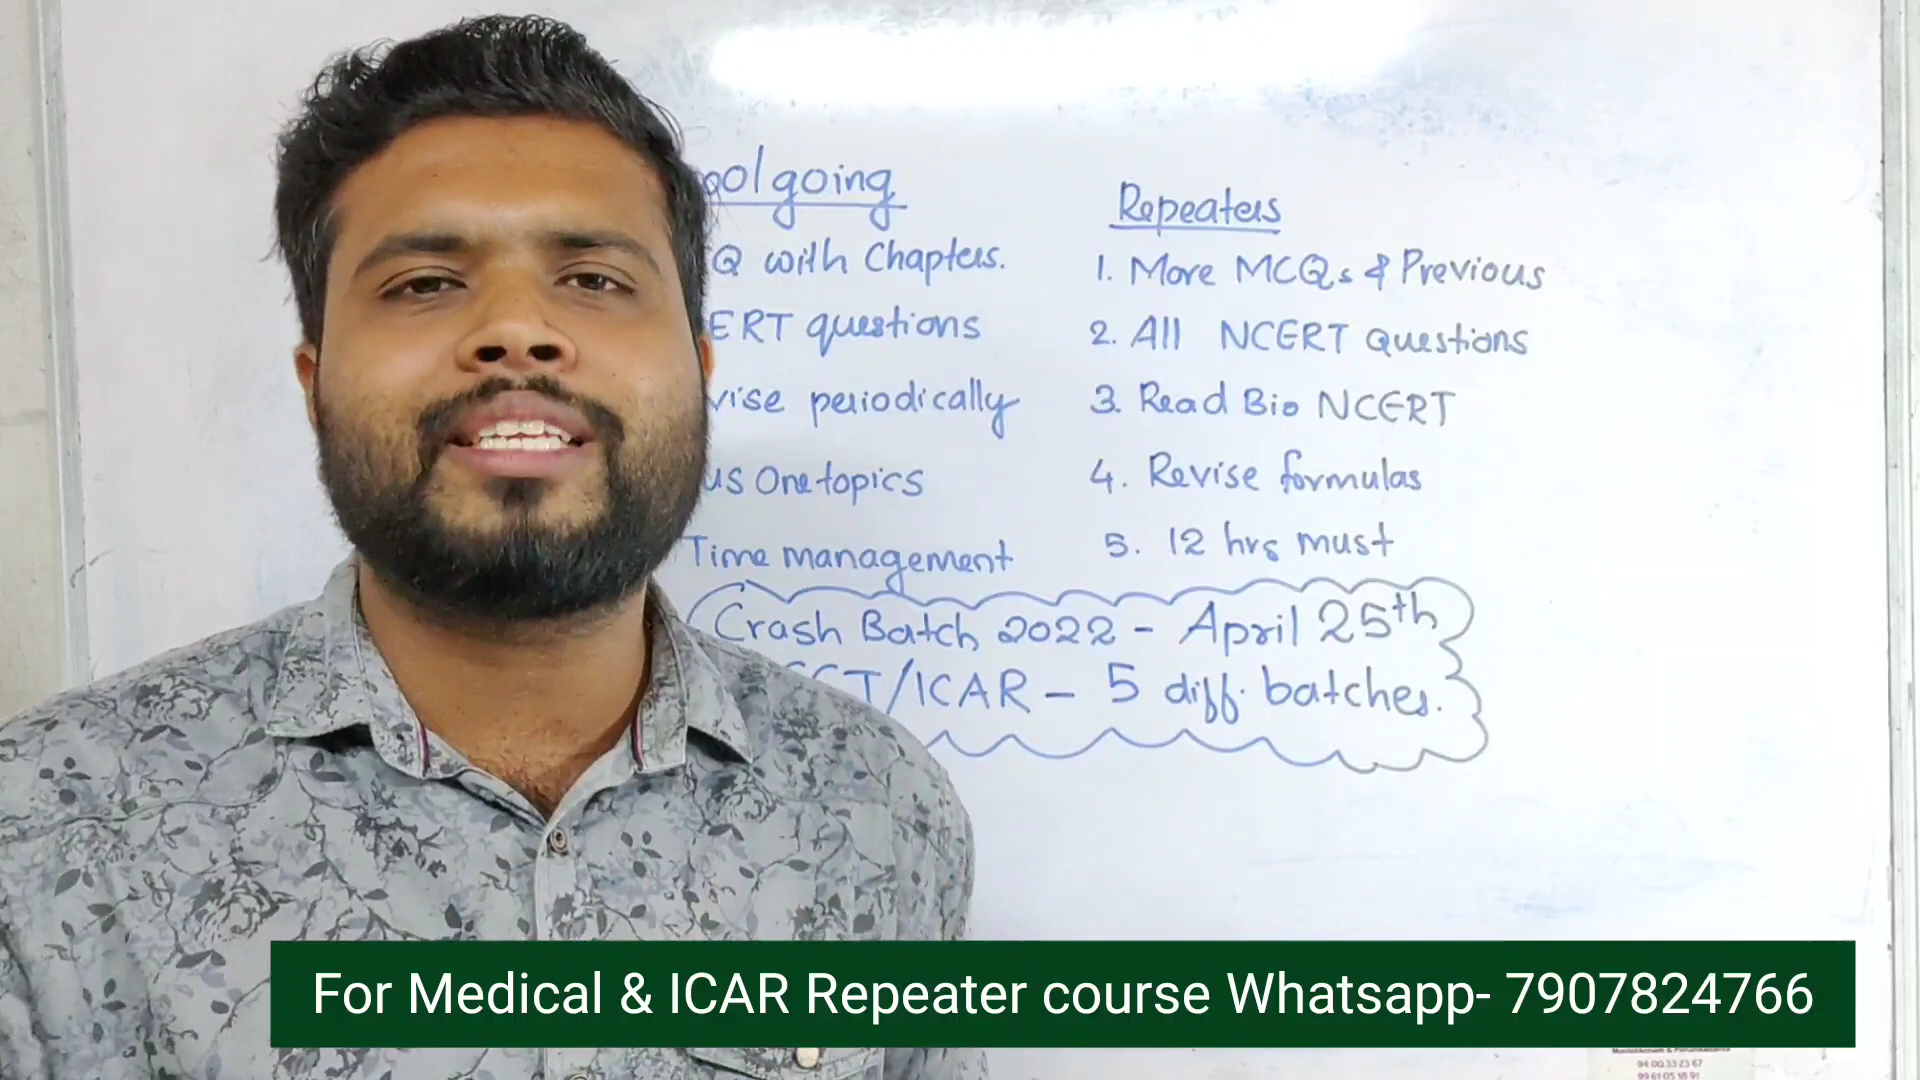 ool going
Q with Chapters.
ERT questions
vise periodically
us One topics
Time management
Repeaters
1. More MCQs & Previous
2. All NCERT Questions
3. Read Bio NCERT
4. Revise formulas
5. 12 hrs must
Crash Batch 2022 - April 25th
T/ICAR - 5 diff. batches.
For Medical & ICAR Repeater course Whatsapp- 7907824766